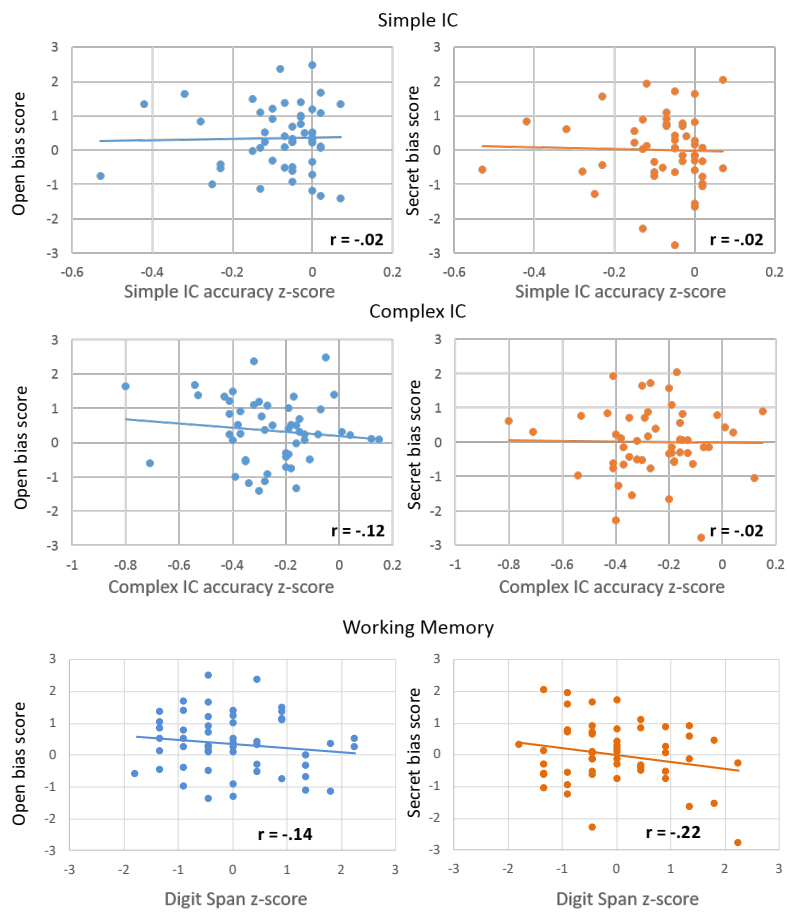 Simple IC
3
2
1
0
-1
-2
-3
Open bias score
r = -.02
-0.6 -0.4 -0.2 0 0.2
Simple IC accuracy z-score
3
2
1
0
-1
-2
-3
Secret bias score
r = -.02
-0.6 -0.4 -0.2 0 0.2
Simple IC accuracy z-score
Complex IC
3
2
1
0
-1
-2
-3
Open bias score
r = -.12
-1 -0.8 -0.6 -0.4 -0.2 0 0.2
Complex IC accuracy z-score
3
2
1
0
-1
-2
-3
Secret bias score
r = -.02
-1 -0.8 -0.6 -0.4 -0.2 0 0.2
Complex IC accuracy z-score
Working Memory
3
2
1
0
-1
-2
-3
Open bias score
r = -.14
-3 -2 -1 0 1 2 3
Digit Span z-score
3
2
1
0
-1
-2
-3
Secret bias score
r = -.22
-3 -2 -1 0 1 2 3
Digit Span z-score